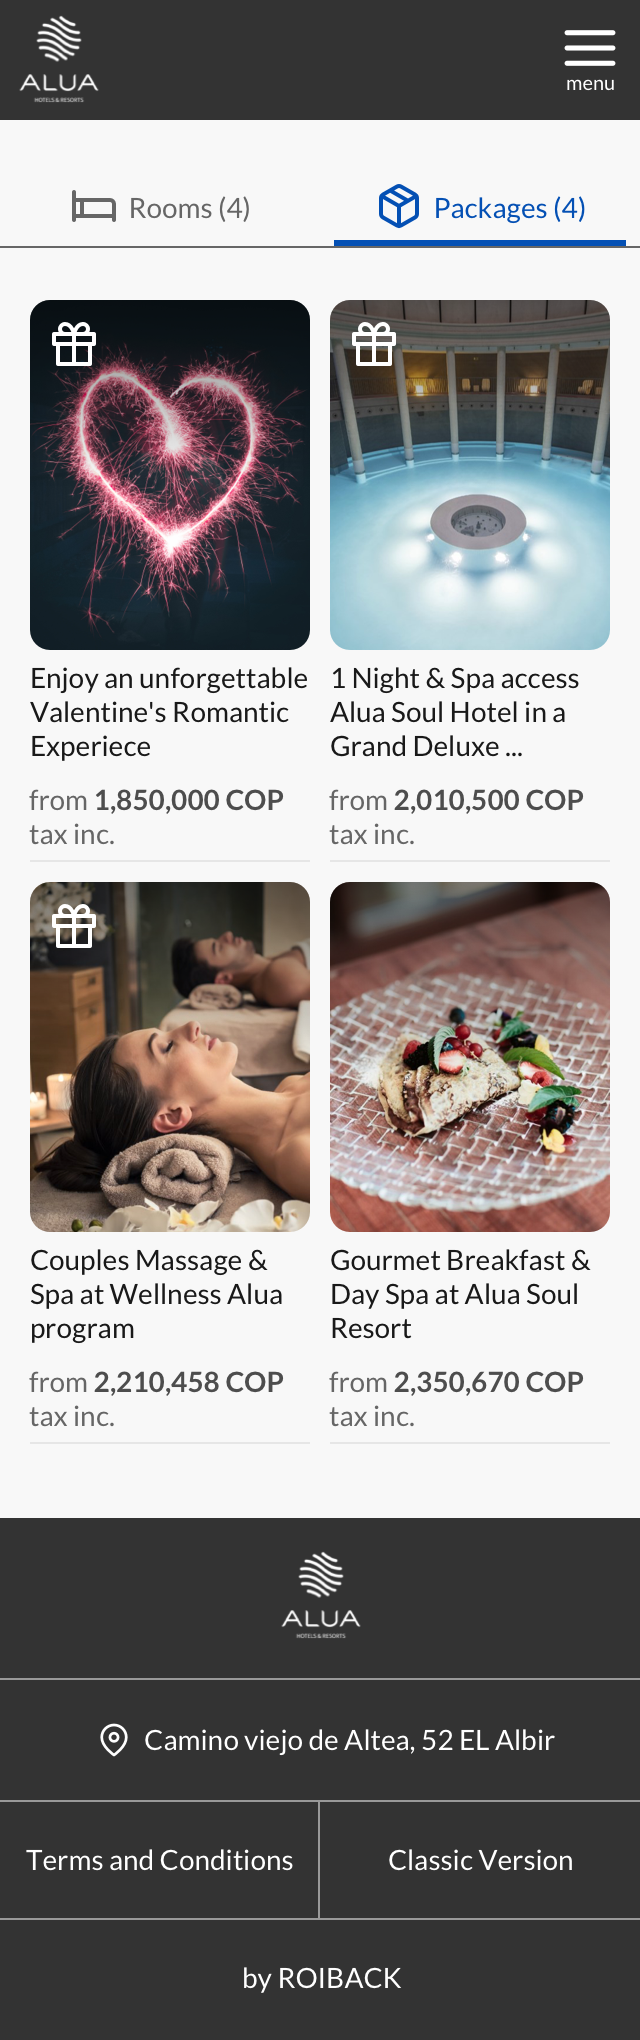 ALUA
HOTELS & RESORTS
menu
Rooms (4)
Packages (4)
Enjoy an unforgettable
Valentine's Romantic
Experiece
from 1,850,000 COP
tax inc.
1 Night & Spa access
Alua Soul Hotel in a
Grand Deluxe ...
from 2,010,500 COP
tax inc.
Couples Massage &
Spa at Wellness Alua
program
from 2,210,458 COP
tax inc.
Gourmet Breakfast &
Day Spa at Alua Soul
Resort
from 2,350,670 COP
tax inc.
ALUA
HOTELS & RESORTS
Camino viejo de Altea, 52 EL Albir
Terms and Conditions
Classic Version
by ROIBACK